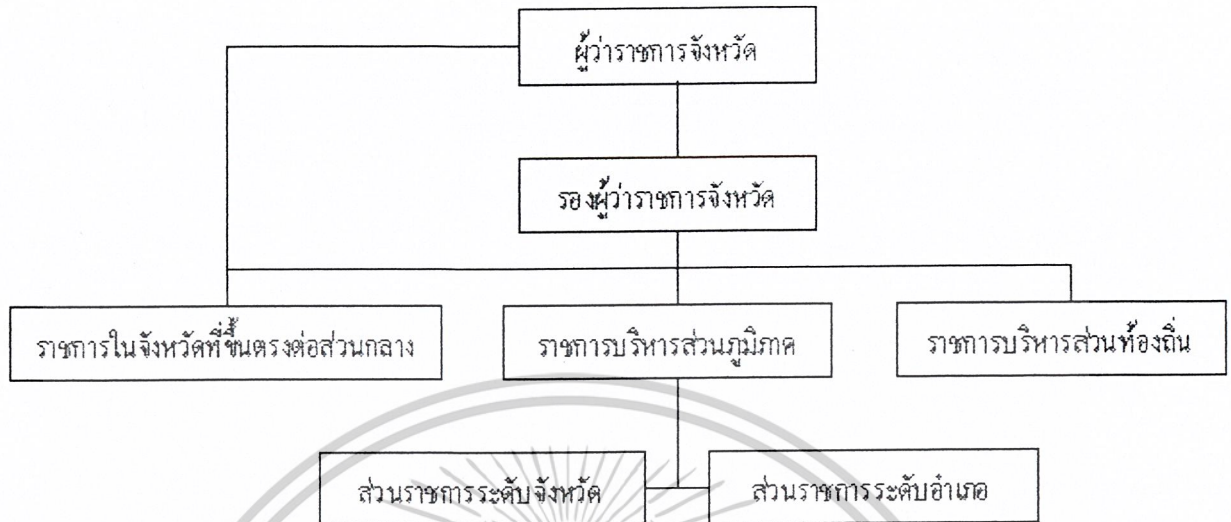 ผู้ว่าราชการจังหวัด
รองผู้ว่าราชการจังหวัด
ราชการในจังหวัดที่ขึ้นตรงต่อส่วนกลาง
ราชการบริหารส่วนภูมิภาค
ราชการบริหารส่วนท้องถิ่น
ส่วนราชการระดับจังหวัด
ส่วนราชการระดับอำเภอ